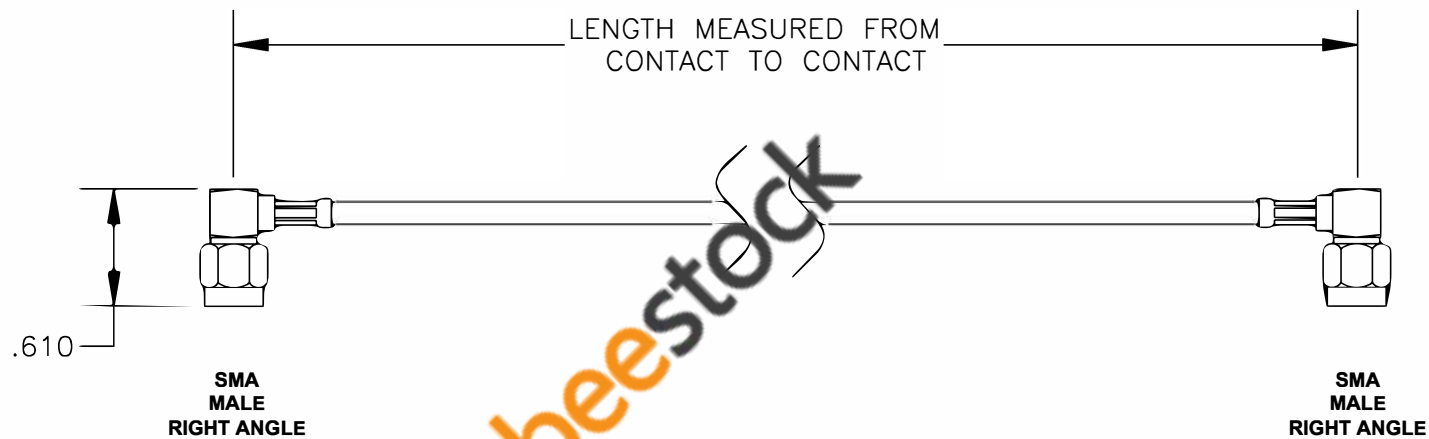 LENGTH MEASURED FROM
CONTACT TO CONTACT
.610
beestock
SMA
MALE
RIGHT ANGLE
SMA
MALE
RIGHT ANGLE